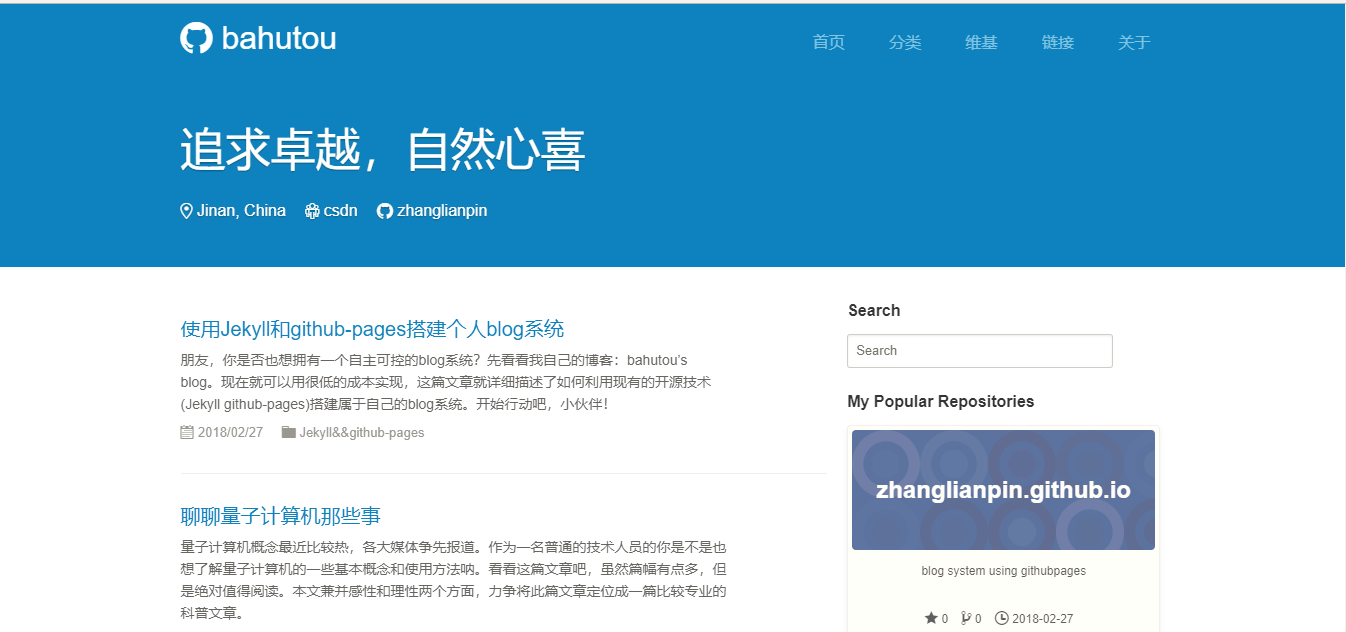 bahutou
首页 分类 维基 链接 关于
追求卓越，自然心喜
Jinan, China csdn zhanglianpin
使用Jekyll和github-pages搭建个人blog系统
朋友，你是否也想拥有一个自主可控的blog系统？先看看我自己的博客：bahutou's
blog。现在就可以用很低的成本实现，这篇文章就详细描述了如何利用现有的开源技术
(Jekyll github-pages)搭建属于自己的blog系统。开始行动吧，小伙伴！
2018/02/27 Jekyll&&github-pages
聊聊量子计算机那些事
量子计算机概念最近比较热，各大媒体争先报道。作为一名普通的技术人员的你是不是也
想了解量子计算机的一些基本概念和使用方法呐。看看这篇文章吧，虽然篇幅有点多，但
是绝对值得阅读。本文兼并感性和理性两个方面，力争将此篇文章定位成一篇比较专业的
科普文章。
Search
Search
My Popular Repositories
zhanglianpin.github.io
blog system using githubpages
0 0 2018-02-27